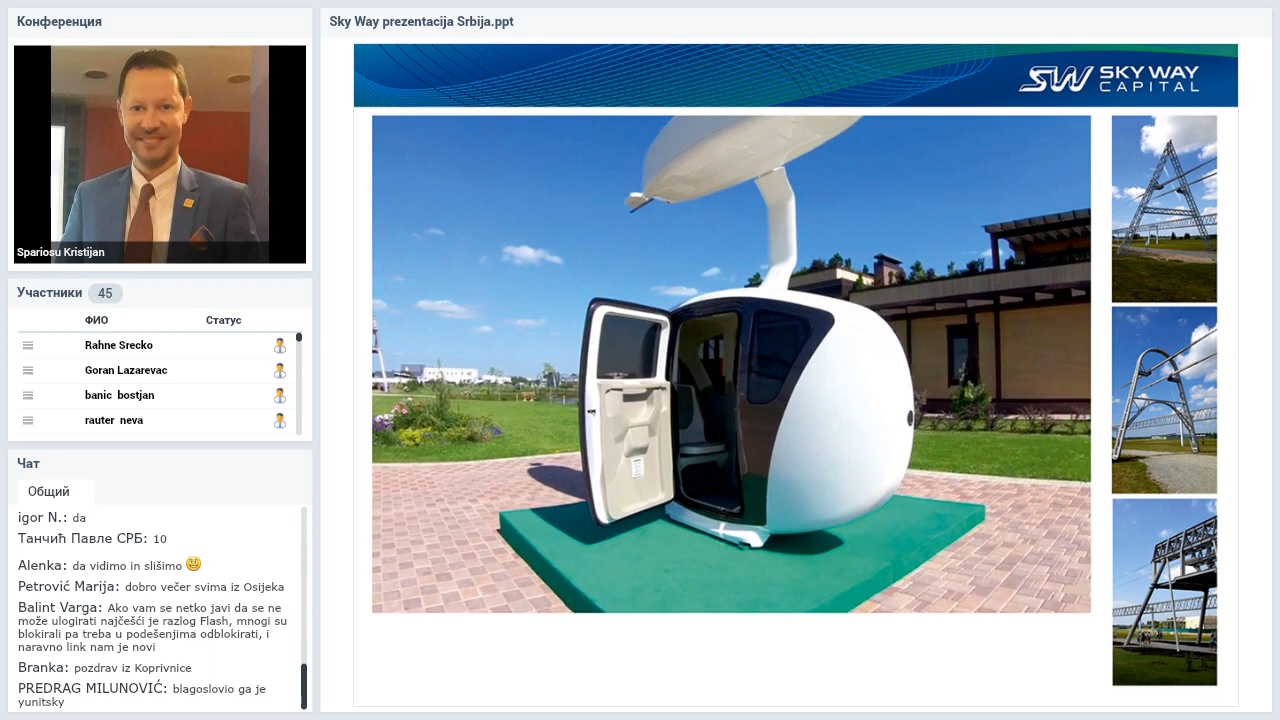 Конференция
Spariosu Kristijan
Участники 45
ФИО Статус
Rahne Srecko
Goran Lazarevac
banic bostjan
rauter neva
Чат
Общий
igor N.: da
Танчић Павле СРБ: 10
Alenka: da vidimo in slišimo
Petrović Marija: dobro večer svima iz Osijeka
Balint Varga: Ako vam se netko javi da se ne
može ulogirati najčešći je razlog Flash, mnogi su
blokirali pa treba u podešenjima odblokirati, i
naravno link nam je novi
Branka: pozdrav iz Koprivnice
PREDRAG MILUNOVIĆ: blagoslovio ga je
yunitsky
Sky Way prezentacija Srbija.ppt
SW SKY WAY
CAPITAL